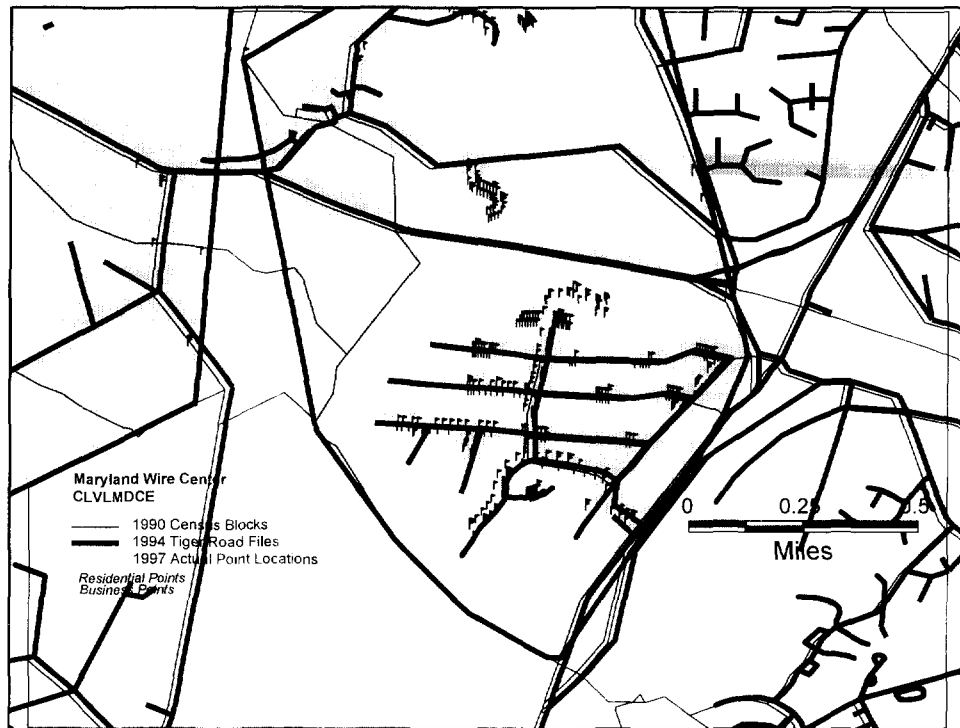 Maryland Wire Center
CLVLMDCE
1990 Census Blocks
1994 Tiger Road Files
1997 Actual Point Locations
Residential Points
Business Points
0 0.25 0.5
Miles